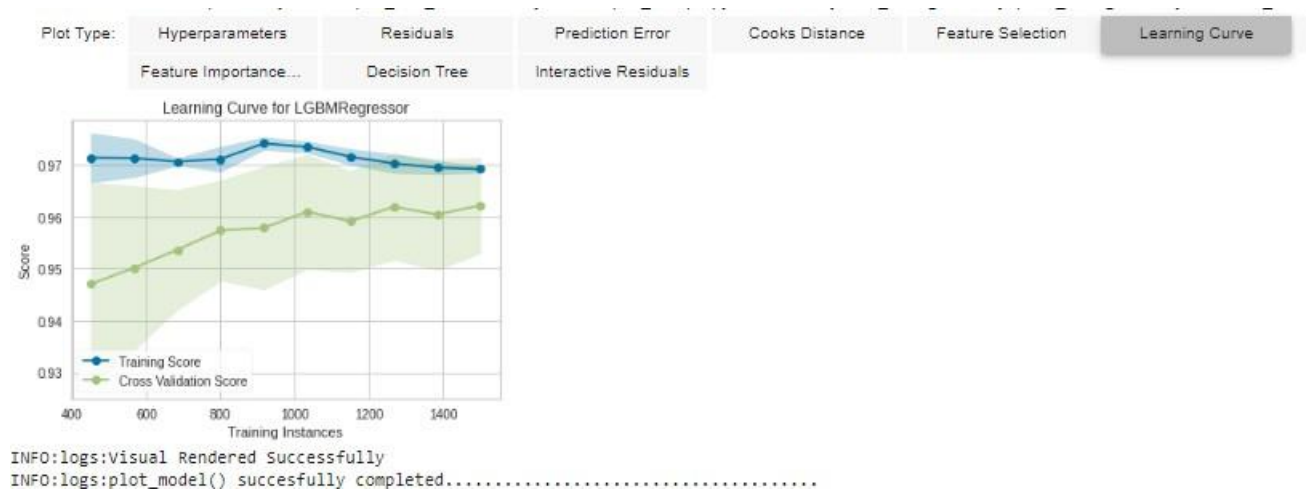 Plot Type: Hyperparameters Residuals Prediction Error Cooks Distance Feature Selection Learning Curve
Feature Importance... Decision Tree Interactive Residuals
Learning Curve for LGBMRegressor
0.97
0.96
0.95
0.94
0.93
Score
Training Score
Cross Validation Score
400 600 800 1000 1200 1400
Training Instances
INFO:logs:Visual Rendered Successfully
INFO:logs:plot_model() succesfully completed......................................